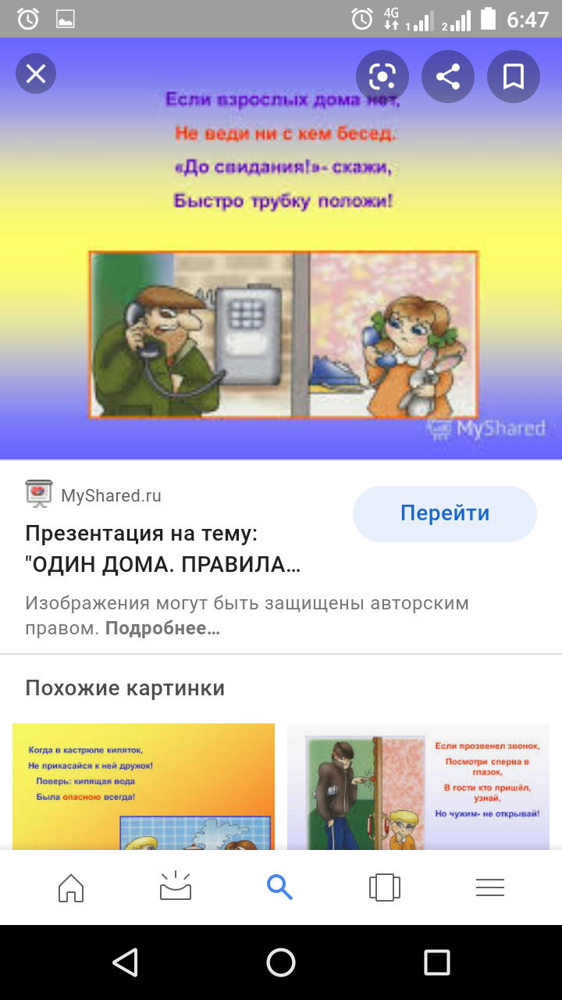 4G 1 2 6:47
Если взрослых дома нет,
Не веди ни с кем бесед.
«До свидания!»- скажи,
Быстро трубку положи!
MyShared
MyShared.ru
Перейти
Презентация на тему:
"ОДИН ДОМА. ПРАВИЛА…
Изображения могут быть защищены авторским
правом. Подробнее…
Похожие картинки
Когда в кастрюле кипяток,
Не прикасайся к ней дружок!
Поверь: кипящая вода
Была опасною всегда!
Если прозвенел звонок,
Посмотри сперва в
глазок,
В гости кто пришёл,
узнай,
Но чужим- не открывай!